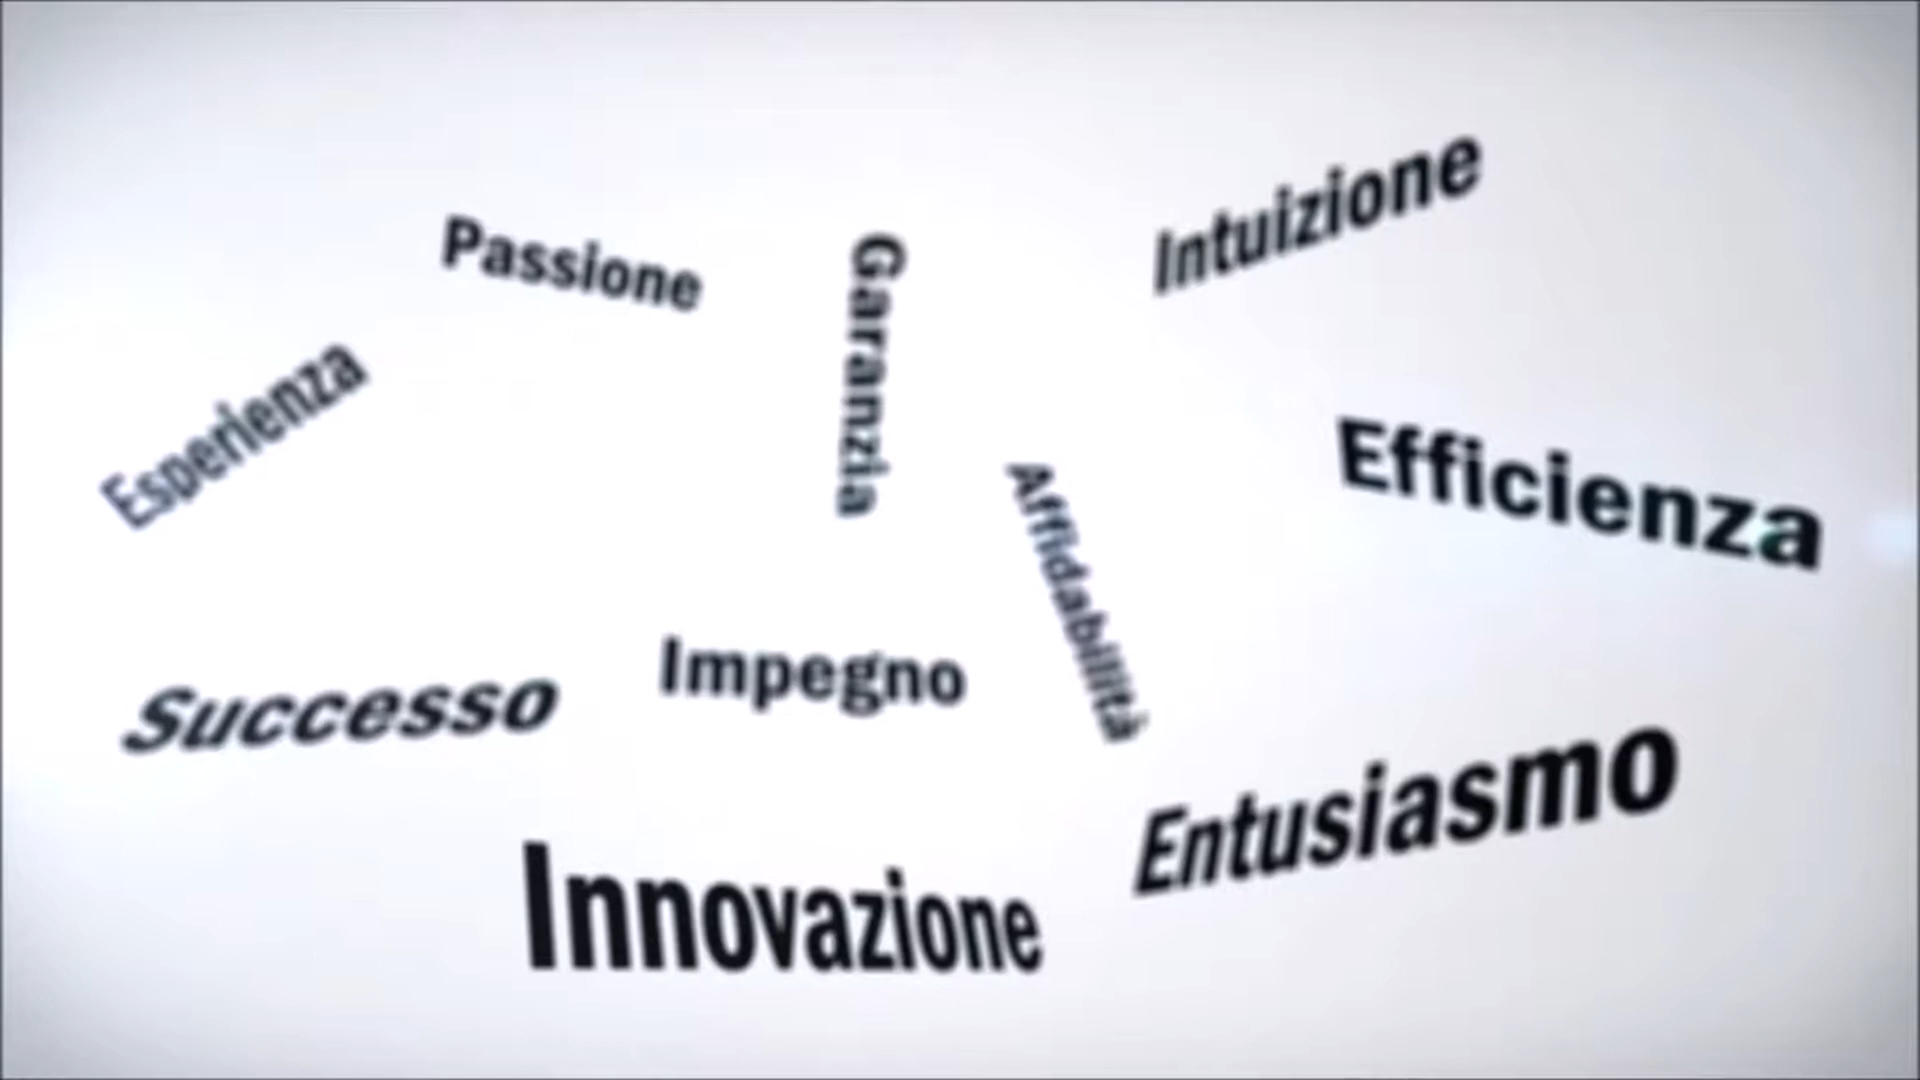 Intuizione
Passione
Garanzia
Esperienza
Efficienza
Affidabilità
Impegno
Successo
Entusiasmo
Innovazione